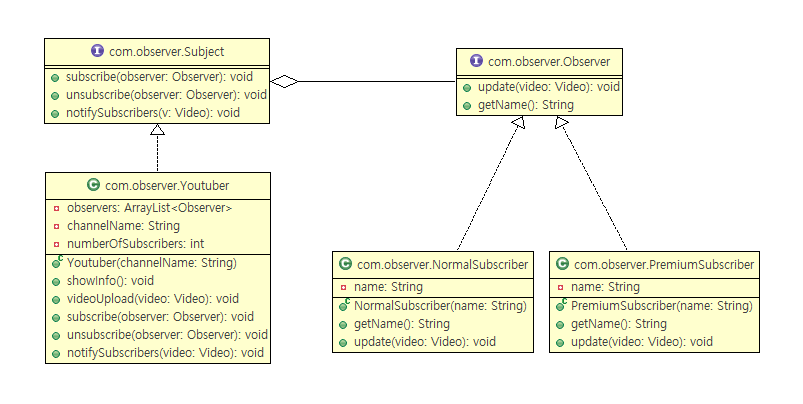 com.observer.Subject
subscribe(observer: Observer): void
unsubscribe(observer: Observer): void
notifySubscribers(v: Video): void
com.observer.Observer
update(video: Video): void
getName(): String
com.observer.Youtuber
observers: ArrayList<Observer>
channelName: String
numberOfSubscribers: int
Youtuber(channelName: String)
showInfo(): void
videoUpload(video: Video): void
subscribe(observer: Observer): void
unsubscribe(observer: Observer): void
notifySubscribers(video: Video): void
com.observer.NormalSubscriber
name: String
NormalSubscriber(name: String)
getName(): String
update(video: Video): void
com.observer.PremiumSubscriber
name: String
PremiumSubscriber(name: String)
getName(): String
update(video: Video): void